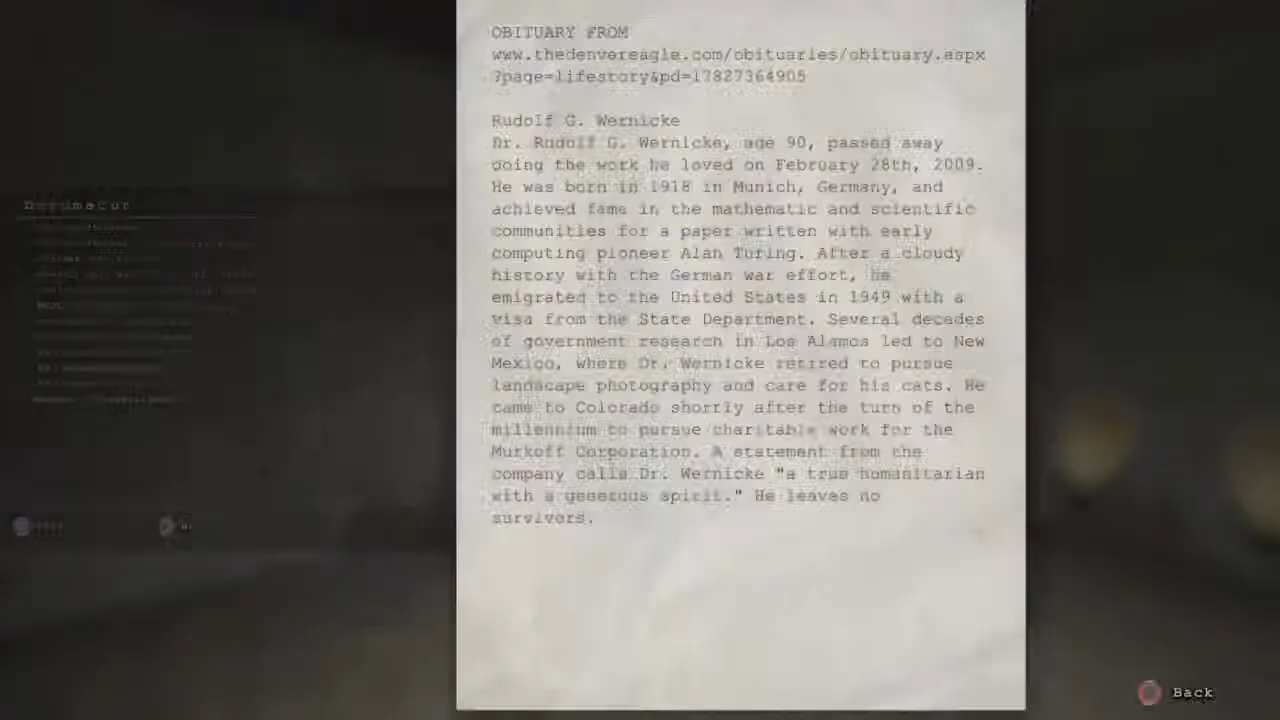 OBITUARY FROM
www.thedenvereagle.com/obituaries/obituary.aspx
?page=lifestory&pd=17827364905
Rudolf G. Wernicke
Dr. Rudolf G. Wernicke, age 90, passed away
doing the work he loved on February 28th, 2009.
He was born in 1918 in Munich, Germany, and
achieved fame in the mathematic and scientific
communities for a paper written with early
computing pioneer Alan Turing. After a cloudy
history with the German war effort, he
emigrated to the United States in 1949 with a
visa from the State Department. Several decades
of government research in Los Alamos led to New
Mexico, where Dr. Wernicke retired to pursue
landscape photography and care for his cats. He
came to Colorado shortly after the turn of the
millennium to pursue charitable work for the
Murkoff Corporation. A statement from the
company calls Dr. Wernicke "a true humanitarian
with a generous spirit." He leaves no
survivors.
Back